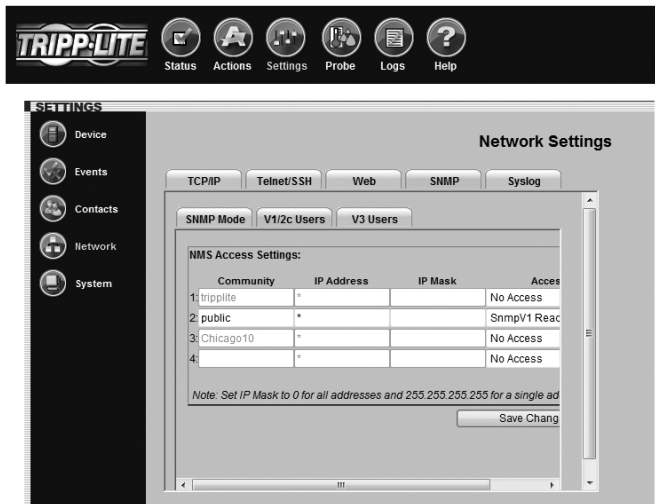 TRIPP·LITE
Status Actions Settings Probe Logs Help
SETTINGS
Device
Network Settings
Events
TCP/IP Telnet/SSH Web SNMP Syslog
Contacts
SNMP Mode V1/2c Users V3 Users
Network
NMS Access Settings:
System
Community IP Address IP Mask Acces
1: tripplite * No Access
2: public * SnmpV1 Reac
3: Chicago10 * No Access
4: * No Access
Note: Set IP Mask to 0 for all addresses and 255.255.255.255 for a single ad
Save Chang